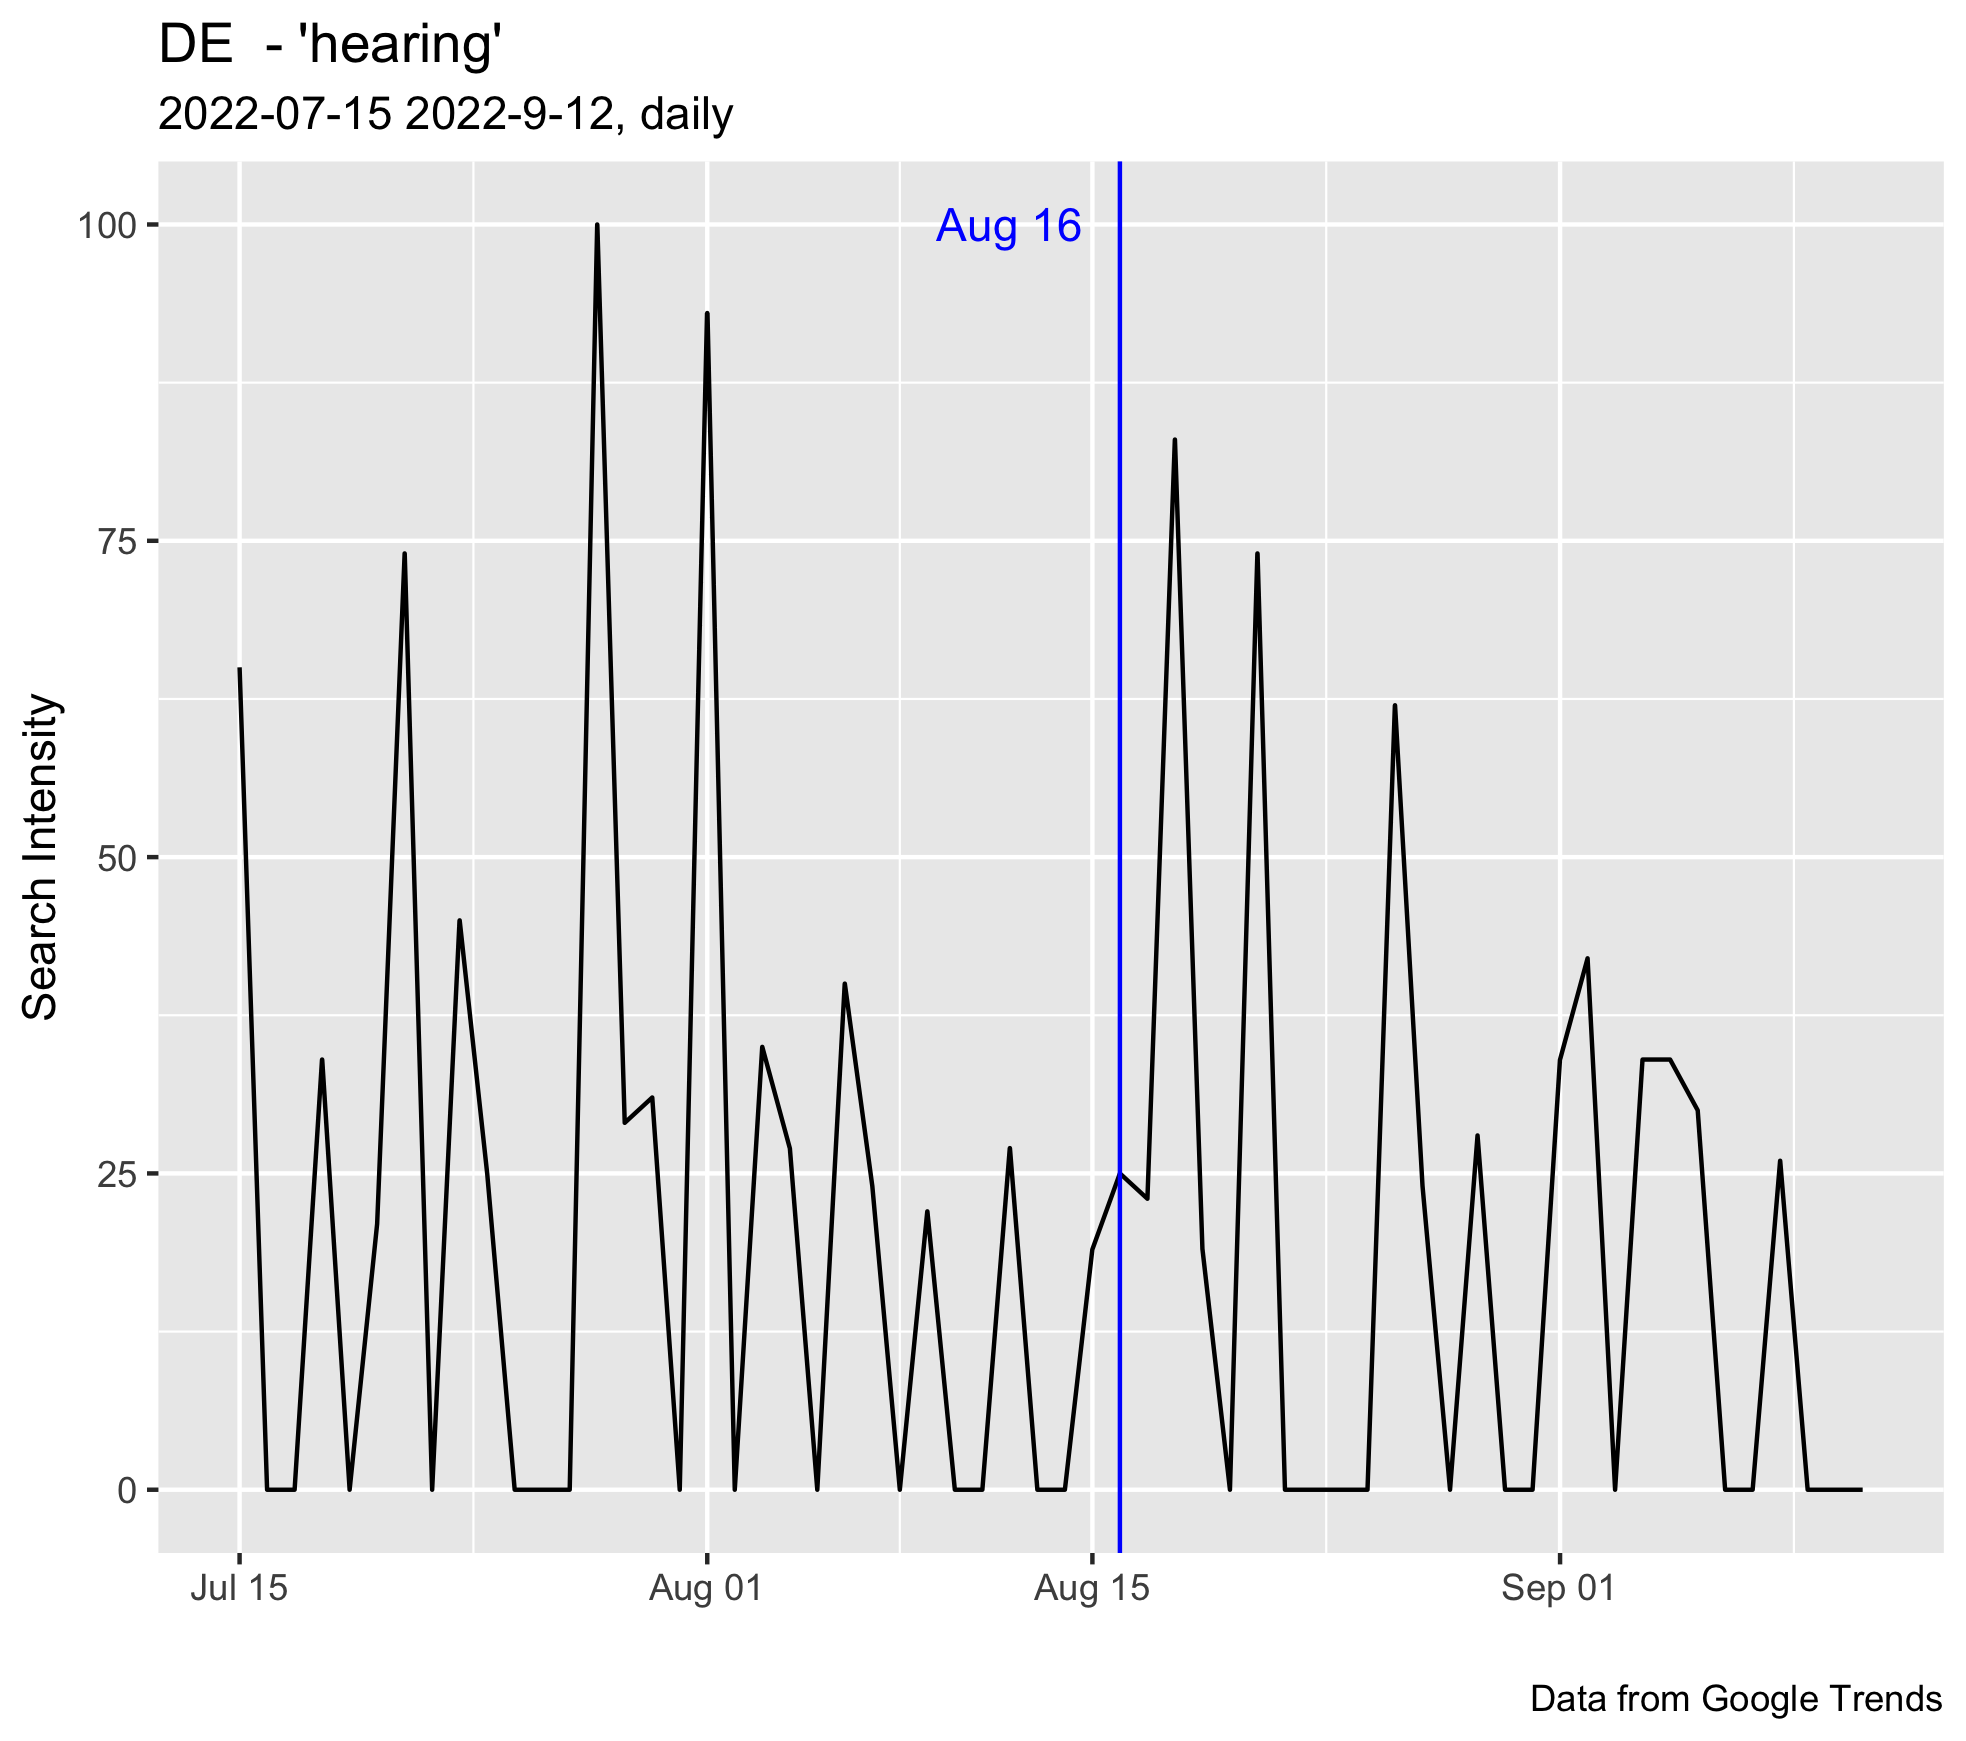 DE  - 'hearing'
2022-07-15 2022-9-12, daily
Aug 16
100
75
50
25
0
Search Intensity
Jul 15
Aug 01
Aug 15
Sep 01
Data from Google Trends